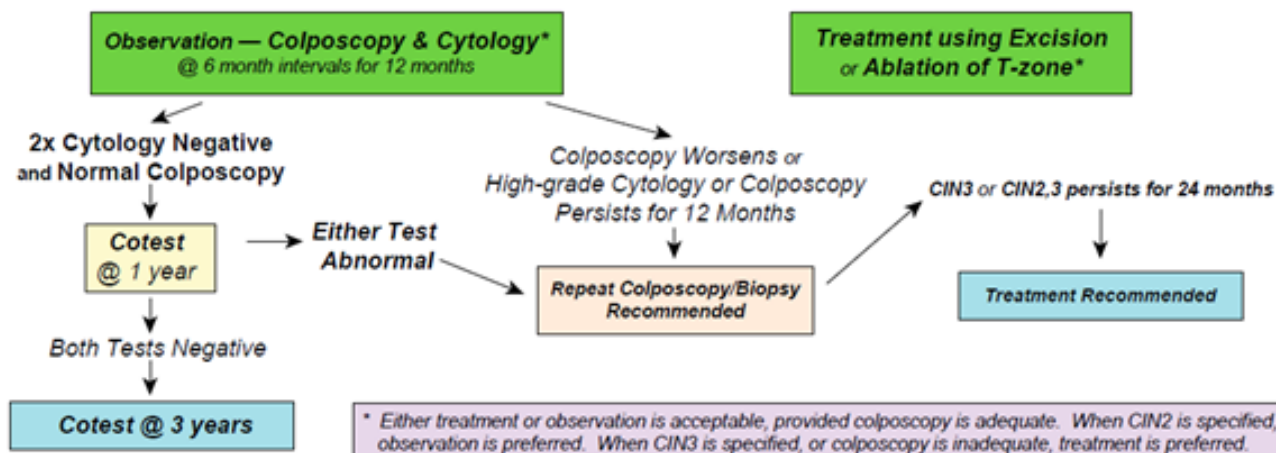 Observation — Colposcopy & Cytology*
@ 6 month intervals for 12 months
Treatment using Excision
or Ablation of T-zone*
2x Cytology Negative
and Normal Colposcopy
Colposcopy Worsens or
High-grade Cytology or Colposcopy
Persists for 12 Months
CIN3 or CIN2,3 persists for 24 months
Cotest
@ 1 year
Either Test
Abnormal
Repeat Colposcopy/Biopsy
Recommended
Treatment Recommended
Both Tests Negative
Cotest @ 3 years
* Either treatment or observation is acceptable, provided colposcopy is adequate. When CIN2 is specified,
observation is preferred. When CIN3 is specified, or colposcopy is inadequate, treatment is preferred.